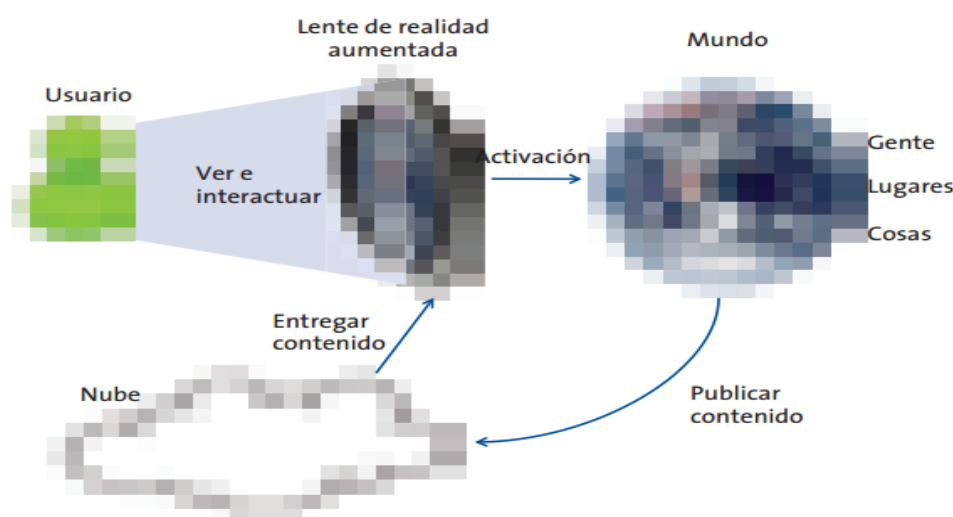 Lente de realidad
aumentada
Mundo
Usuario
Gente
Activación
Ver e
interactuar
Lugares
Cosas
Entregar
contenido
Nube
Publicar
contenido